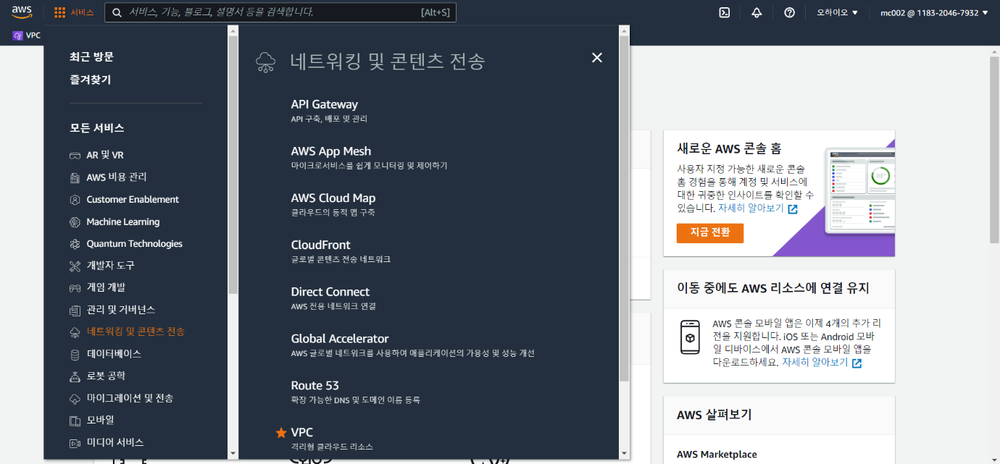 aws
서비스
서비스, 기능, 블로그, 설명서 등을 검색합니다.
[Alt+S]
오하이오 ▼
mc002 @ 1183-2046-7932 ▼
VPC
최근 방문
즐겨찾기
모든 서비스
AR 및 VR
AWS 비용 관리
Customer Enablement
Machine Learning
Quantum Technologies
개발자 도구
게임 개발
관리 및 거버넌스
네트워킹 및 콘텐츠 전송
데이터베이스
로봇 공학
마이그레이션 및 전송
모바일
미디어 서비스
네트워킹 및 콘텐츠 전송
API Gateway
API 구축, 배포 및 관리
AWS App Mesh
마이크로서비스를 쉽게 모니터링 및 제어하기
AWS Cloud Map
클라우드의 동적 맵 구축
CloudFront
글로벌 콘텐츠 전송 네트워크
Direct Connect
AWS 전용 네트워크 연결
Global Accelerator
AWS 글로벌 네트워크를 사용하여 애플리케이션의 가용성 및 성능 개선
Route 53
확장 가능한 DNS 및 도메인 이름 등록
VPC
격리형 클라우드 리소스
새로운 AWS 콘솔 홈
사용자 지정 가능한 새로운 콘솔
홈 경험을 통해 계정 및 서비스에
대한 귀중한 인사이트를 확인할 수
있습니다. 자세히 알아보기
지금 전환
이동 중에도 AWS 리소스에 연결 유지
AWS 콘솔 모바일 앱은 이제 4개의 추가 리
전을 지원합니다. iOS 또는 Android 모바
일 디바이스에서 AWS 콘솔 모바일 앱을
다운로드하세요. 자세히 알아보기
AWS 살펴보기
AWS Marketplace